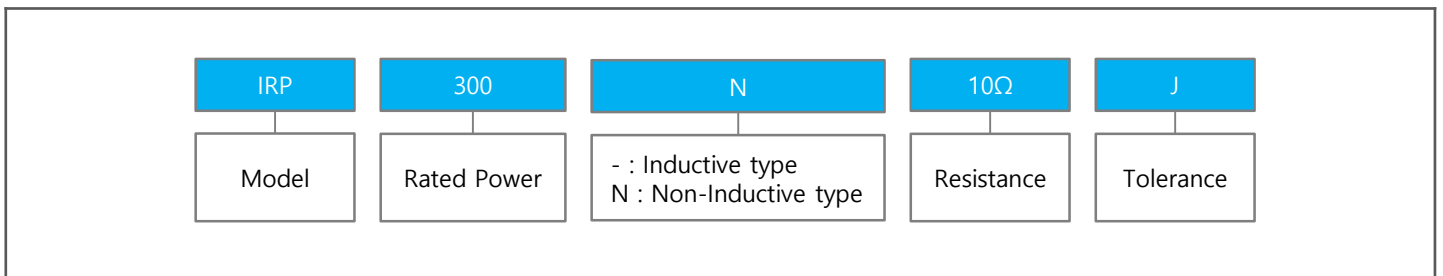 IRP 300 N 10Ω J
Model Rated Power - : Inductive type
N : Non-Inductive type Resistance Tolerance